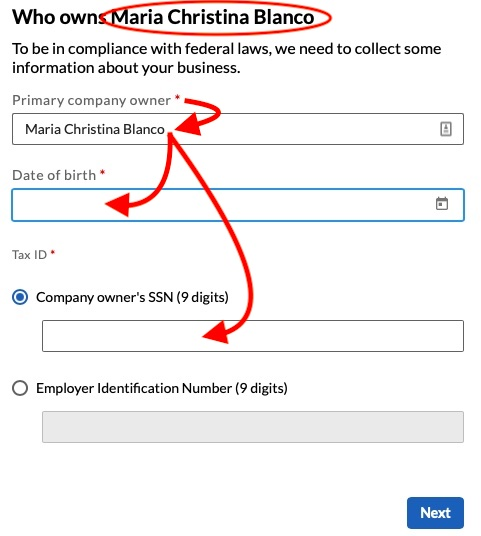 Who owns Maria Christina Blanco
To be in compliance with federal laws, we need to collect some
information about your business.
Primary company owner *
Maria Christina Blanco
Date of birth *
Tax ID *
Company owner's SSN (9 digits)
Employer Identification Number (9 digits)
Next